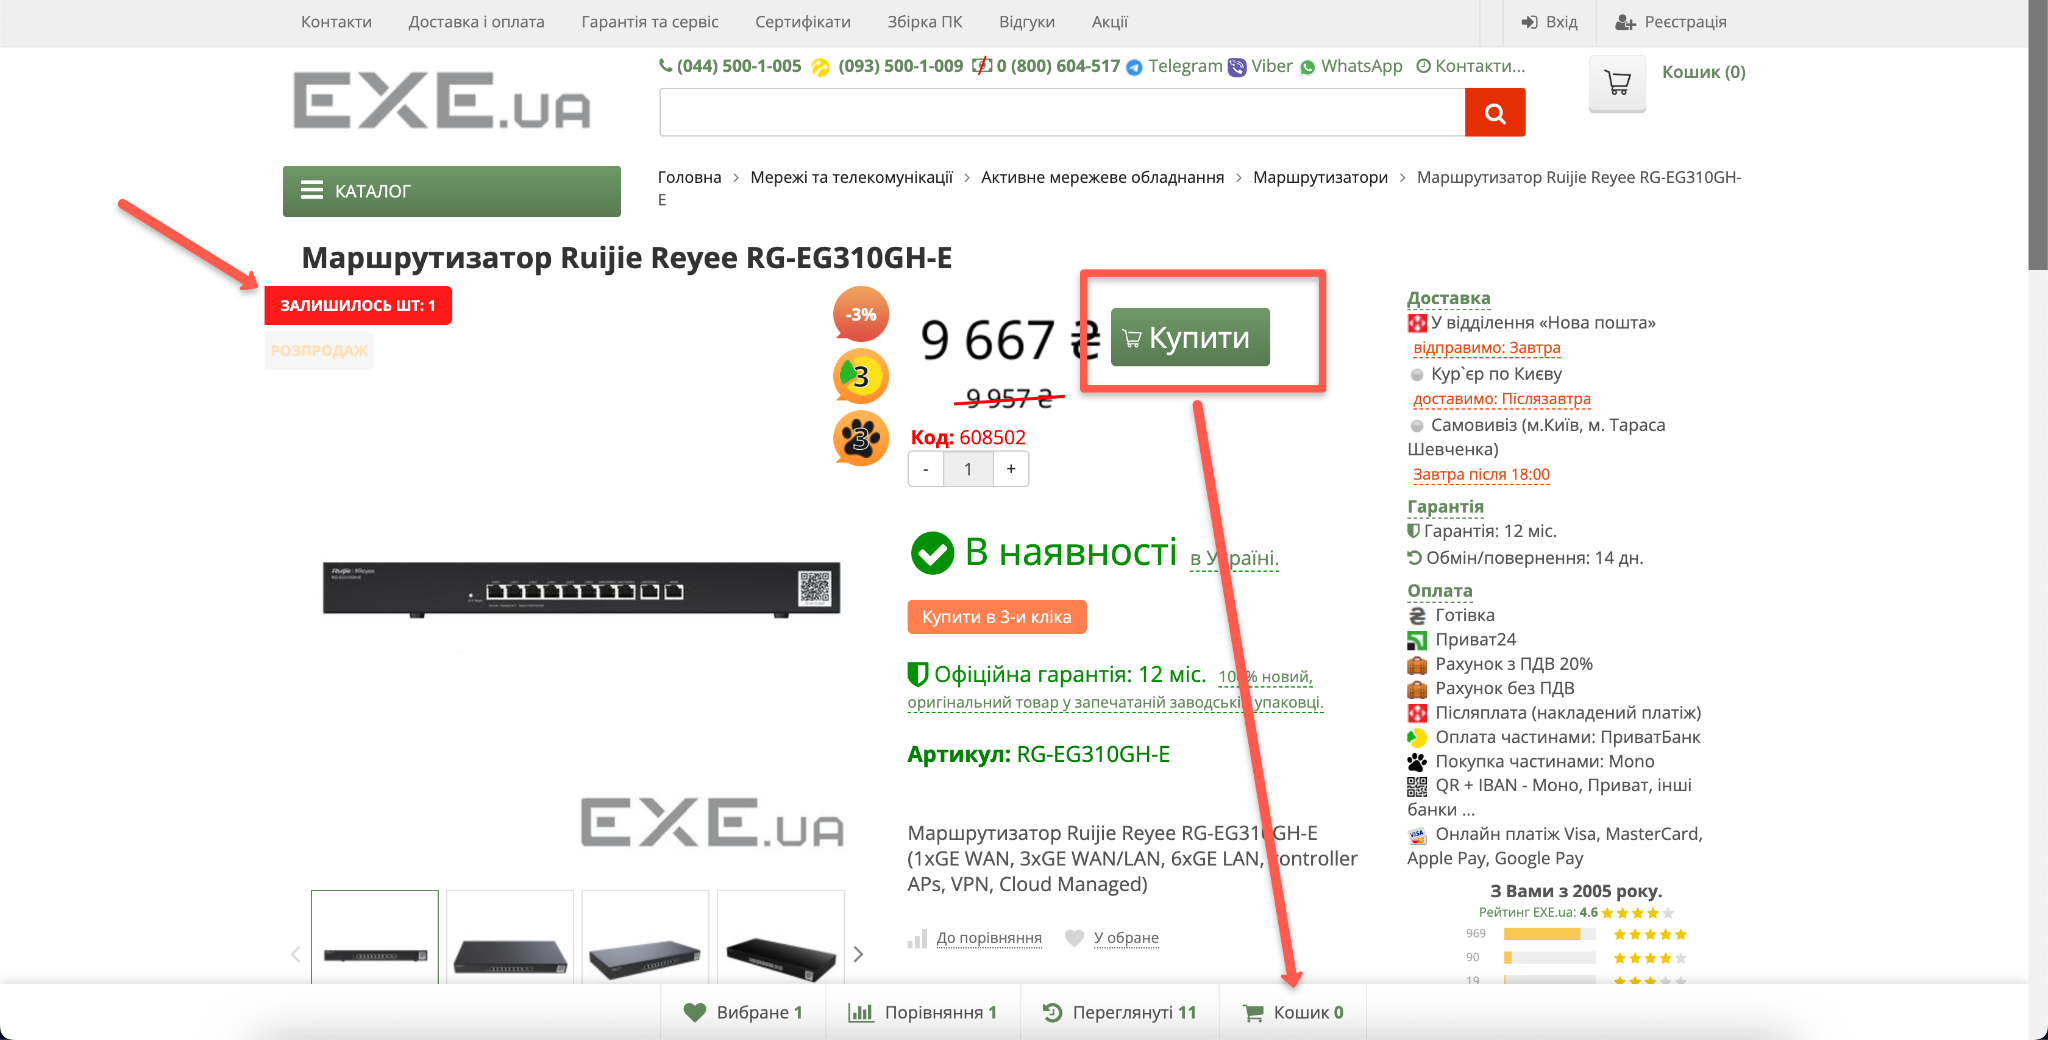 Контакти
Доставка і оплата
Гарантія та сервіс
Сертифікати
Збірка ПК
Відгуки
Акції
Вхід
Реєстрація
(044) 500-1-005
(093) 500-1-009
0 (800) 604-517
Telegram
Viber
WhatsApp
Контакти...
Кошик (0)
EXE.UA
КАТАЛОГ
Головна > Мережі та телекомунікації > Активне мережеве обладнання > Маршрутизатори > Маршрутизатор Ruijie Reyee RG-EG310GH-
E
Маршрутизатор Ruijie Reyee RG-EG310GH-E
ЗАЛИШИЛОСЬ ШТ: 1
РОЗПРОДАЖ
-3%
3
3
9 667 ₴
Купити
9 957 ₴
Код: 608502
- 1 +
В наявності в Україні.
Купити в 3-и кліка
Офіційна гарантія: 12 міс. 100% новий,
оригінальний товар у запечатаній заводській упаковці.
Артикул: RG-EG310GH-E
EXE.UA
Маршрутизатор Ruijie Reyee RG-EG310GH-E
(1xGE WAN, 3xGE WAN/LAN, 6xGE LAN, controller
APs, VPN, Cloud Managed)
До порівняння
У обране
Доставка
У відділення «Нова пошта»
відправимо: Завтра
Кур`єр по Києву
доставимо: Післязавтра
Самовивіз (м.Київ, м. Тараса
Шевченка)
Завтра після 18:00
Гарантія
Гарантія: 12 міс.
Обмін/повернення: 14 дн.
Оплата
Готівка
Приват24
Рахунок з ПДВ 20%
Рахунок без ПДВ
Післяплата (накладений платіж)
Оплата частинами: ПриватБанк
Покупка частинами: Mono
QR + IBAN - Моно, Приват, інші
банки ...
Онлайн платіж Visa, MasterCard,
Apple Pay, Google Pay
З Вами з 2005 року.
Рейтинг EXE.ua: 4.6
969
90
19
Вибране 1
Порівняння 1
Переглянуті 11
Кошик 0